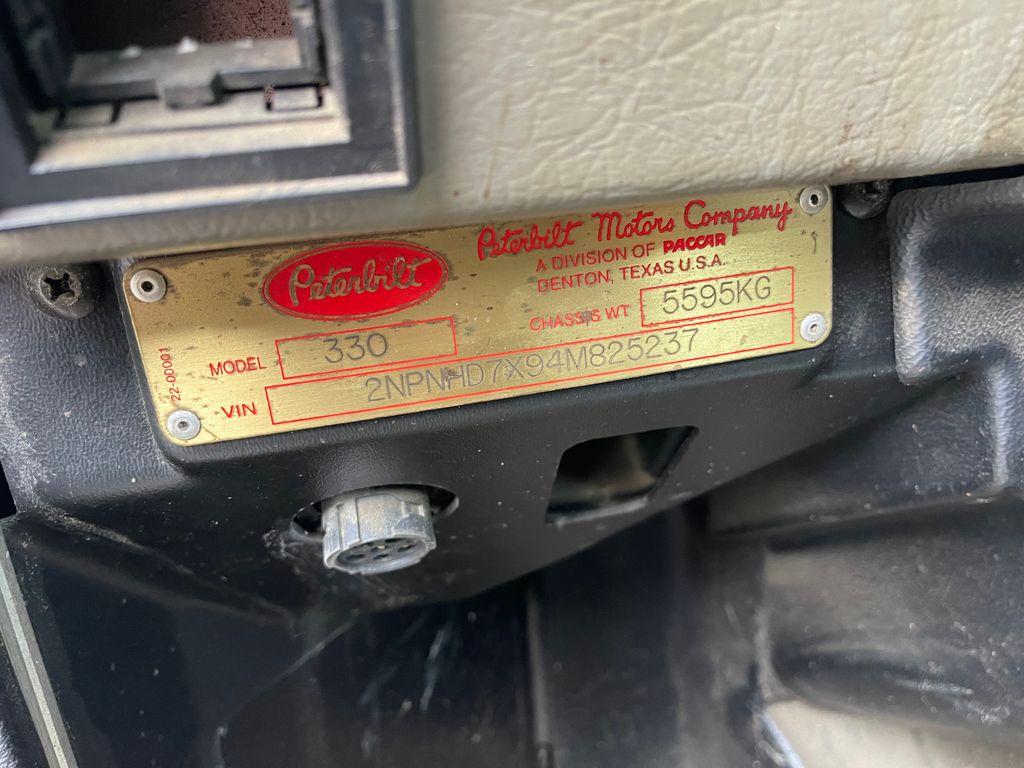 Peterbilt
Peterbilt Motors Company
A DIVISION OF PACCAR
DENTON, TEXAS U.S.A.
CHASSIS WT 5595KG
MODEL 330
VIN 2NPNHD7X94M825237
22-00001